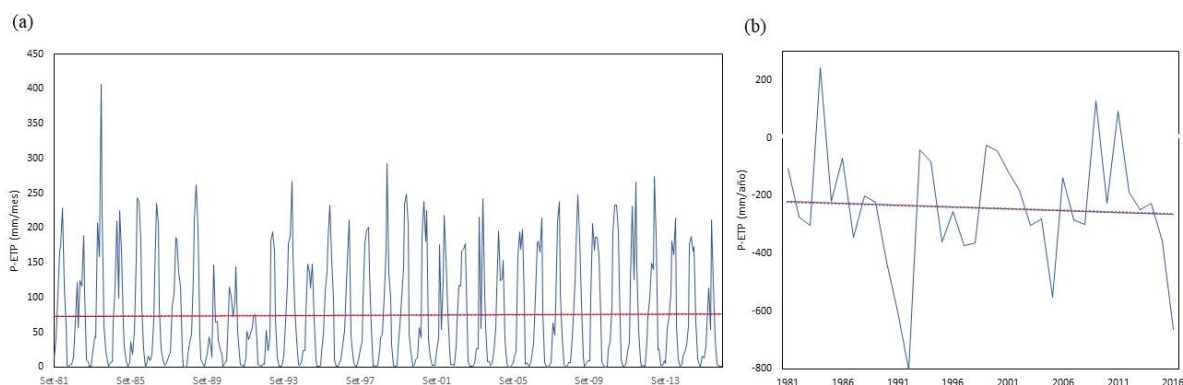 (a)
(b)
450
400
350
300
250
200
150
100
50
0
P-ETP (mm/mes)
Set-81
Set-85
Set-89
Set-93
Set-97
Set-01
Set-05
Set-09
Set-13
200
0
-200
-400
-600
-800
P-ETP (mm/año)
1981
1986
1991
1996
2001
2006
2011
2016